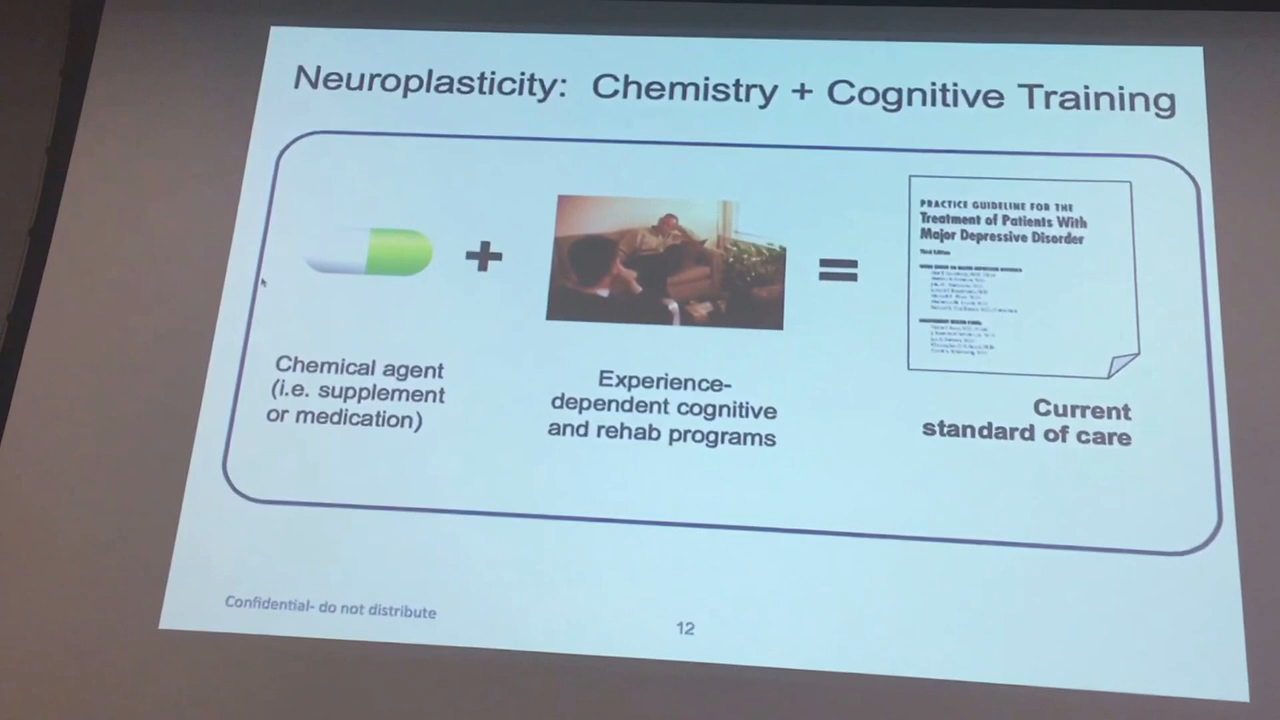 Neuroplasticity: Chemistry + Cognitive Training
+
=
PRACTICE GUIDELINE FOR THE
Treatment of Patients With
Major Depressive Disorder
Third Edition
Chemical agent
(i.e. supplement
or medication)
Experience-
dependent cognitive
and rehab programs
Current
standard of care
Confidential- do not distribute
12